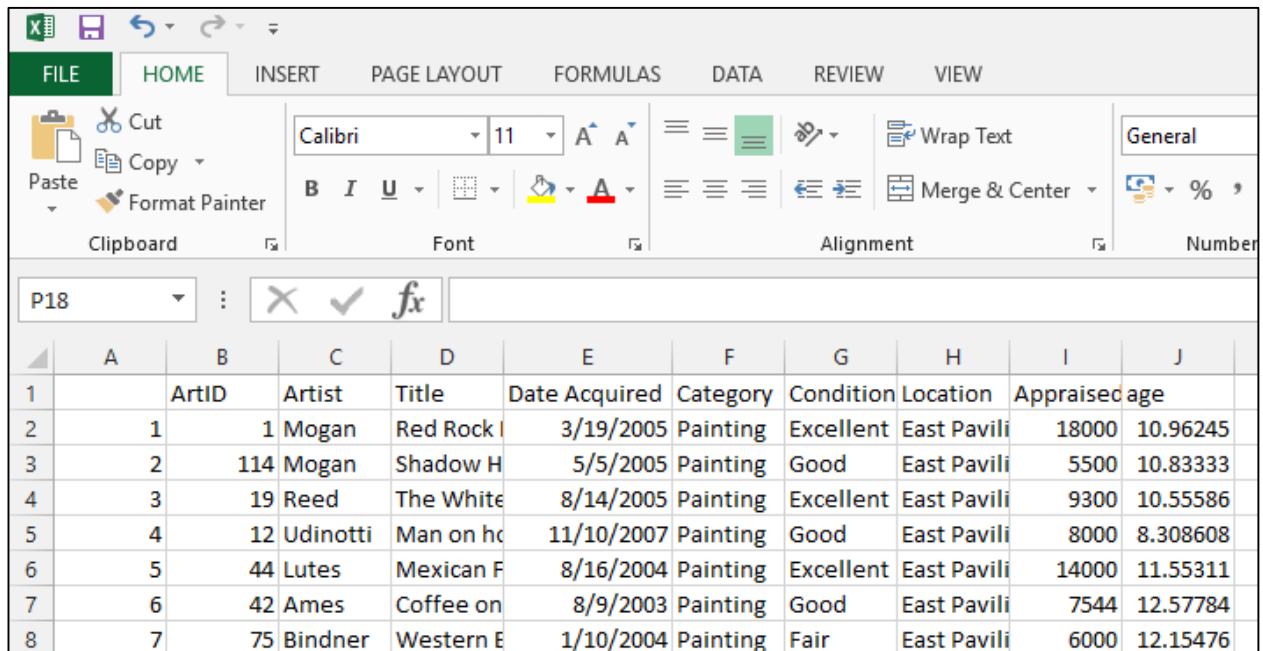 FILE HOME INSERT PAGE LAYOUT FORMULAS DATA REVIEW VIEW
Cut
Copy
Paste
Format Painter
Calibri 11
B I U
Wrap Text
Merge & Center
General
%
Clipboard Font Alignment Number
P18 fx
A B C D E F G H I J
1 ArtID Artist Title Date Acquired Category Condition Location Appraised age
2 1 1 Mogan Red Rock 3/19/2005 Painting Excellent East Pavili 18000 10.96245
3 2 114 Mogan Shadow H 5/5/2005 Painting Good East Pavili 5500 10.83333
4 3 19 Reed The White 8/14/2005 Painting Excellent East Pavili 9300 10.55586
5 4 12 Udinotti Man on ho 11/10/2007 Painting Good East Pavili 8000 8.308608
6 5 44 Lutes Mexican F 8/16/2004 Painting Excellent East Pavili 14000 11.55311
7 6 42 Ames Coffee on 8/9/2003 Painting Good East Pavili 7544 12.57784
8 7 75 Bindner Western E 1/10/2004 Painting Fair East Pavili 6000 12.15476